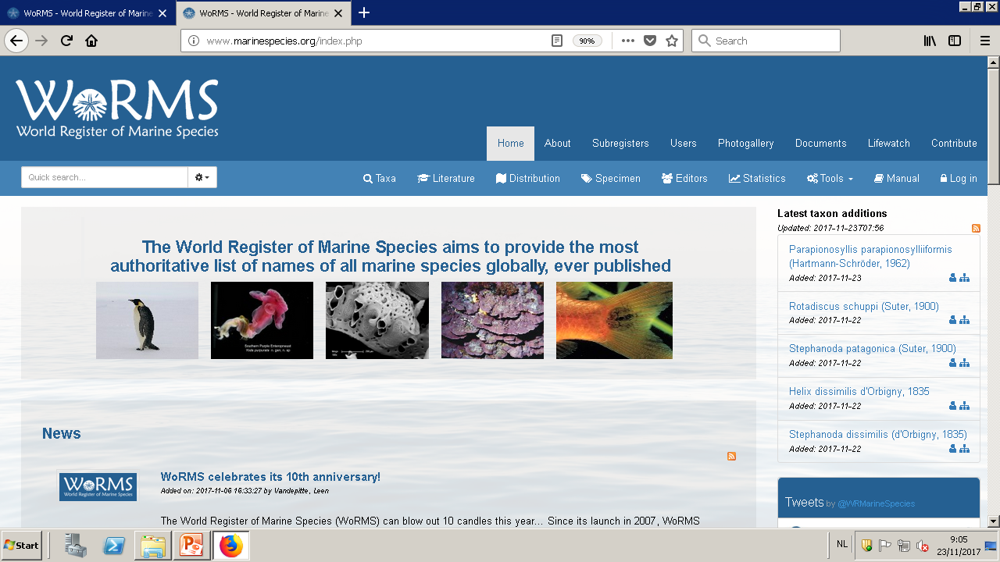 WoRMS - World Register of Marine
WoRMS - World Register of Marine
www.marinespecies.org/index.php
90%
Search
WoRMS
World Register of Marine Species
Home About Subregisters Users Photogallery Documents Lifewatch Contribute
Quick search...
Taxa Literature Distribution Specimen Editors Statistics Tools Manual Log in
The World Register of Marine Species aims to provide the most
authoritative list of names of all marine species globally, ever published
Southern Purple Enteropneust
News
WoRMS
World Register of Marine Species
WoRMS celebrates its 10th anniversary!
Added on: 2017-11-06 16:33:27 by Vandepitte, Leen
The World Register of Marine Species (WoRMS) can blow out 10 candles this year... Since its launch in 2007, WoRMS
Latest taxon additions
Updated: 2017-11-23T07:56
Parapionosyllis parapionosylliiformis
(Hartmann-Schröder, 1962)
Added: 2017-11-23
Rotadiscus schuppi (Suter, 1900)
Added: 2017-11-22
Stephanoda patagonica (Suter, 1900)
Added: 2017-11-22
Helix dissimilis d'Orbigny, 1835
Added: 2017-11-22
Stephanoda dissimilis (d'Orbigny, 1835)
Added: 2017-11-22
Tweets by @WRMarineSpecies
Start
NL
9:05
23/11/2017